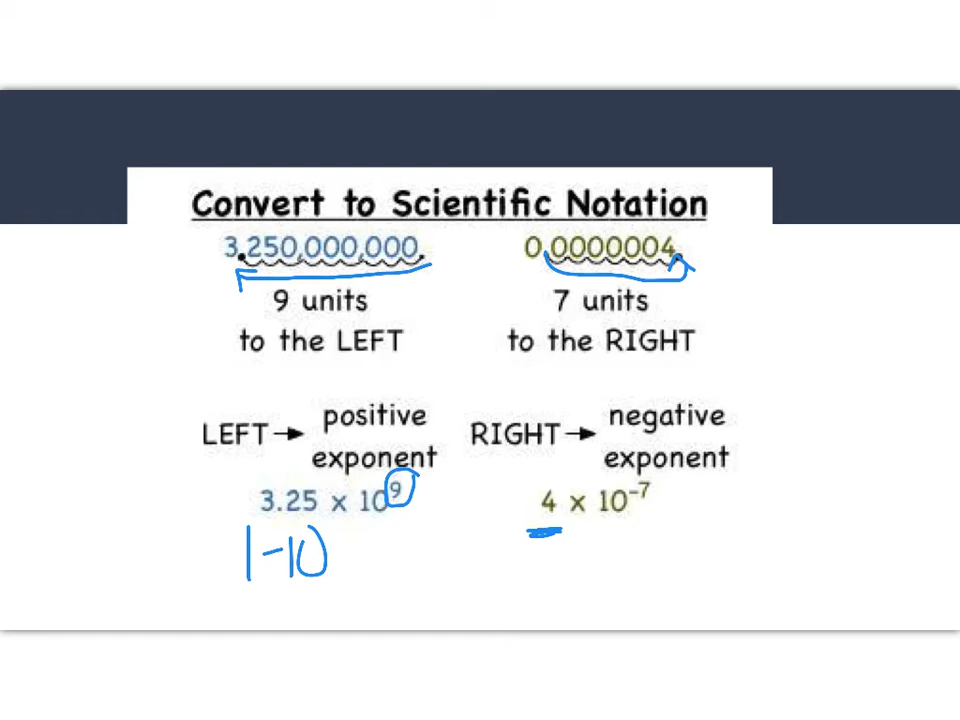 Convert to Scientific Notation
3,250,000,000. 0.0000004.
9 units 7 units
to the LEFT to the RIGHT
LEFT → positive exponent RIGHT → negative exponent
3.25 x 10⁹ 4 x 10⁻⁷
1-10